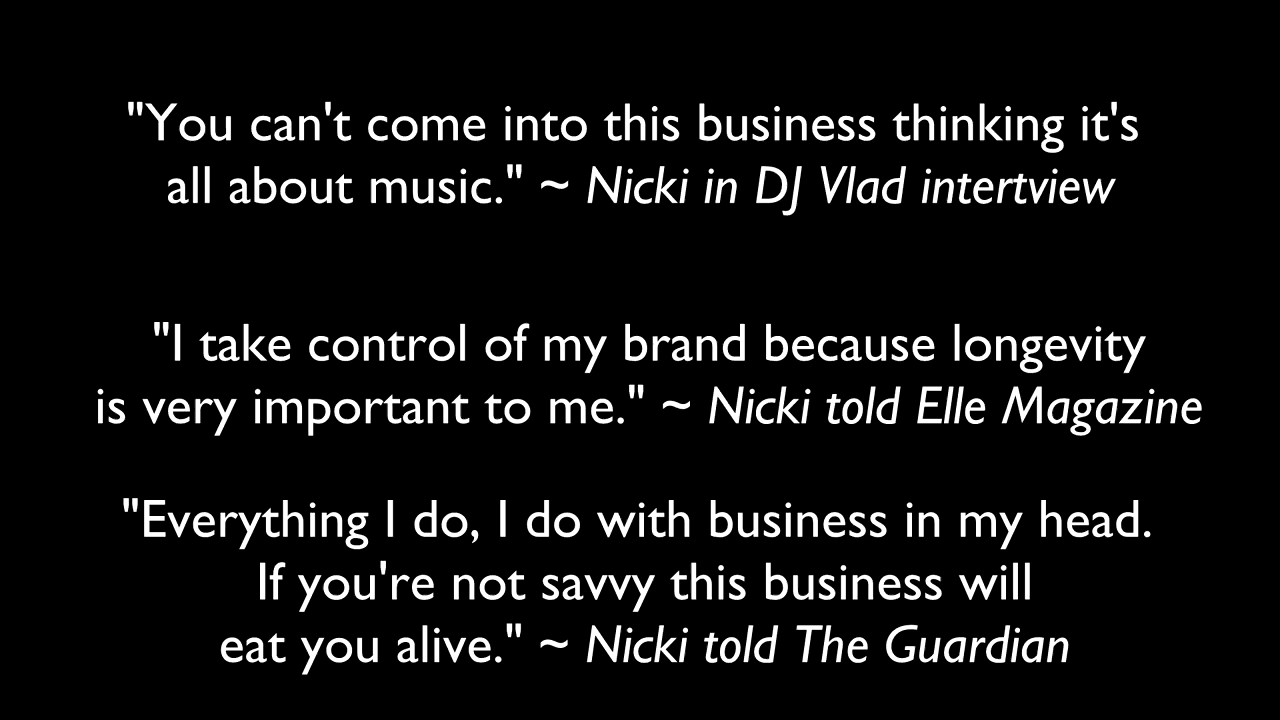 "You can't come into this business thinking it's
all about music." ~ Nicki in DJ Vlad intertview
"I take control of my brand because longevity
is very important to me." ~ Nicki told Elle Magazine
"Everything I do, I do with business in my head.
If you're not savvy this business will
eat you alive." ~ Nicki told The Guardian